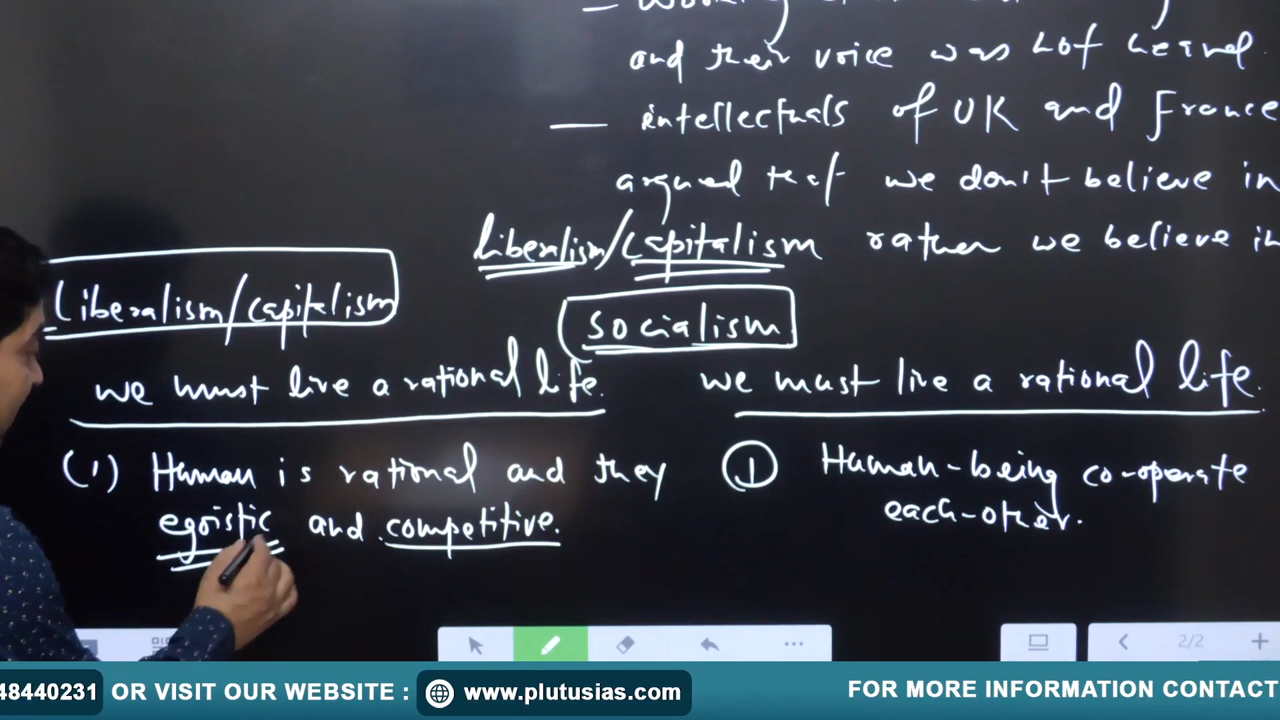 and their voice was not heard.
— intellectuals of UK and France
argued that we don't believe in
liberalism/capitalism rather we believe in
Liberalism/capitalism
Socialism
we must live a rational life.
we must live a rational life.
(1) Human is rational and they
egoistic and competitive.
① Human-being co-operate
each-other.
2/2
48440231 OR VISIT OUR WEBSITE : www.plutusias.com FOR MORE INFORMATION CONTACT